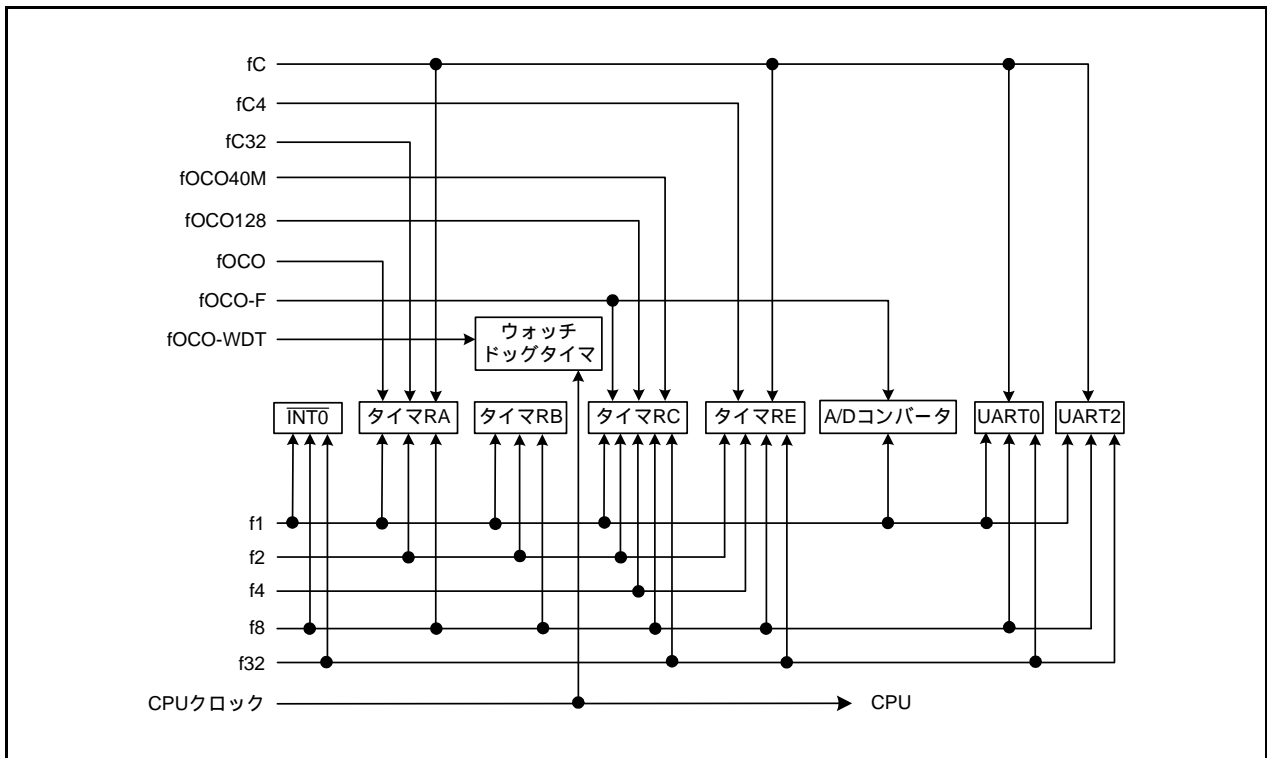 fC
fC4
fC32
fOCO40M
fOCO128
fOCO
fOCO-F
fOCO-WDT
ウォッチ
ドッグタイマ
INT0 タイマRA タイマRB タイマRC タイマRE A/Dコンバータ UART0 UART2
f1
f2
f4
f8
f32
CPUクロック CPU